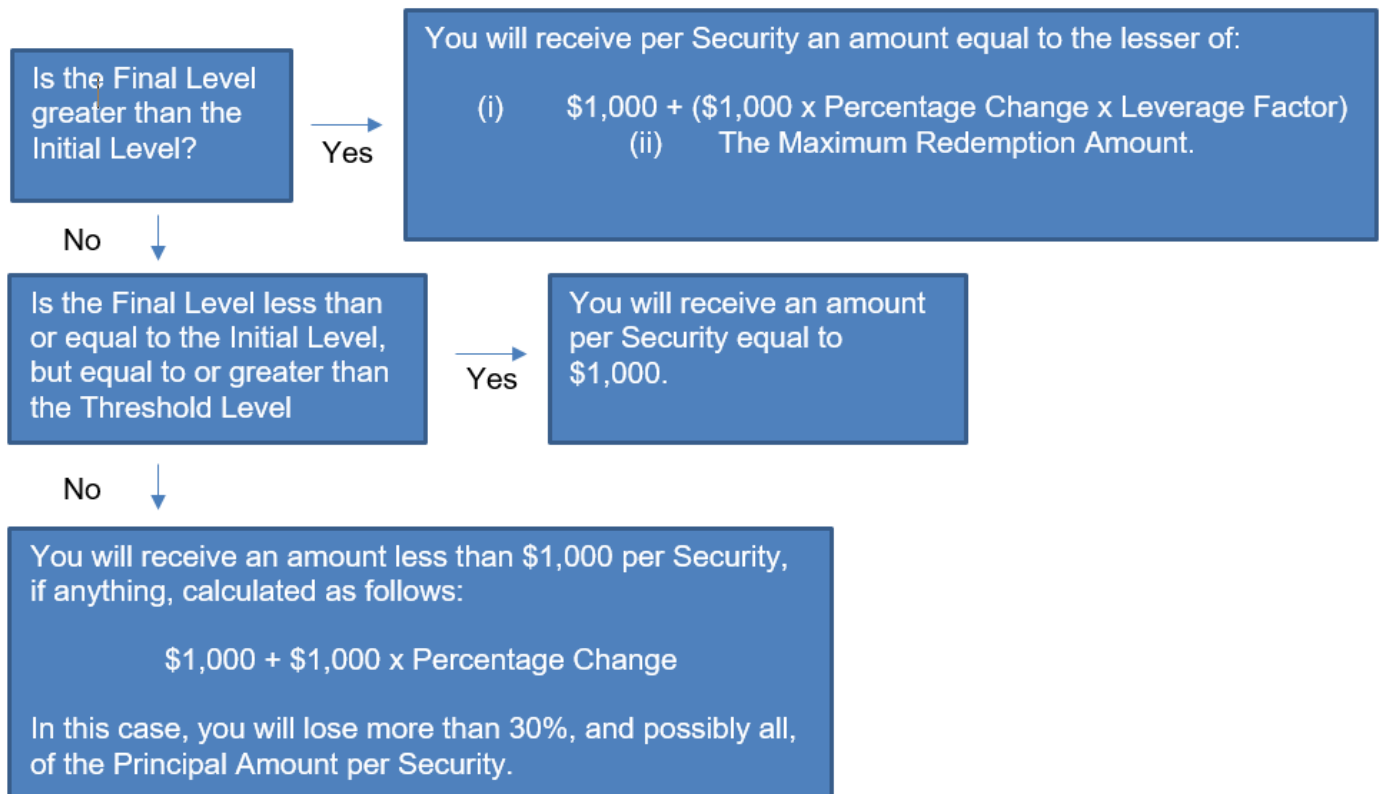 Is the Final Level
greater than the
Initial Level?
Yes
You will receive per Security an amount equal to the lesser of:
(i) $1,000 + ($1,000 x Percentage Change x Leverage Factor)
(ii) The Maximum Redemption Amount.
No
Is the Final Level less than
or equal to the Initial Level,
but equal to or greater than
the Threshold Level
Yes
You will receive an amount
per Security equal to
$1,000.
No
You will receive an amount less than $1,000 per Security,
if anything, calculated as follows:
$1,000 + $1,000 x Percentage Change
In this case, you will lose more than 30%, and possibly all,
of the Principal Amount per Security.